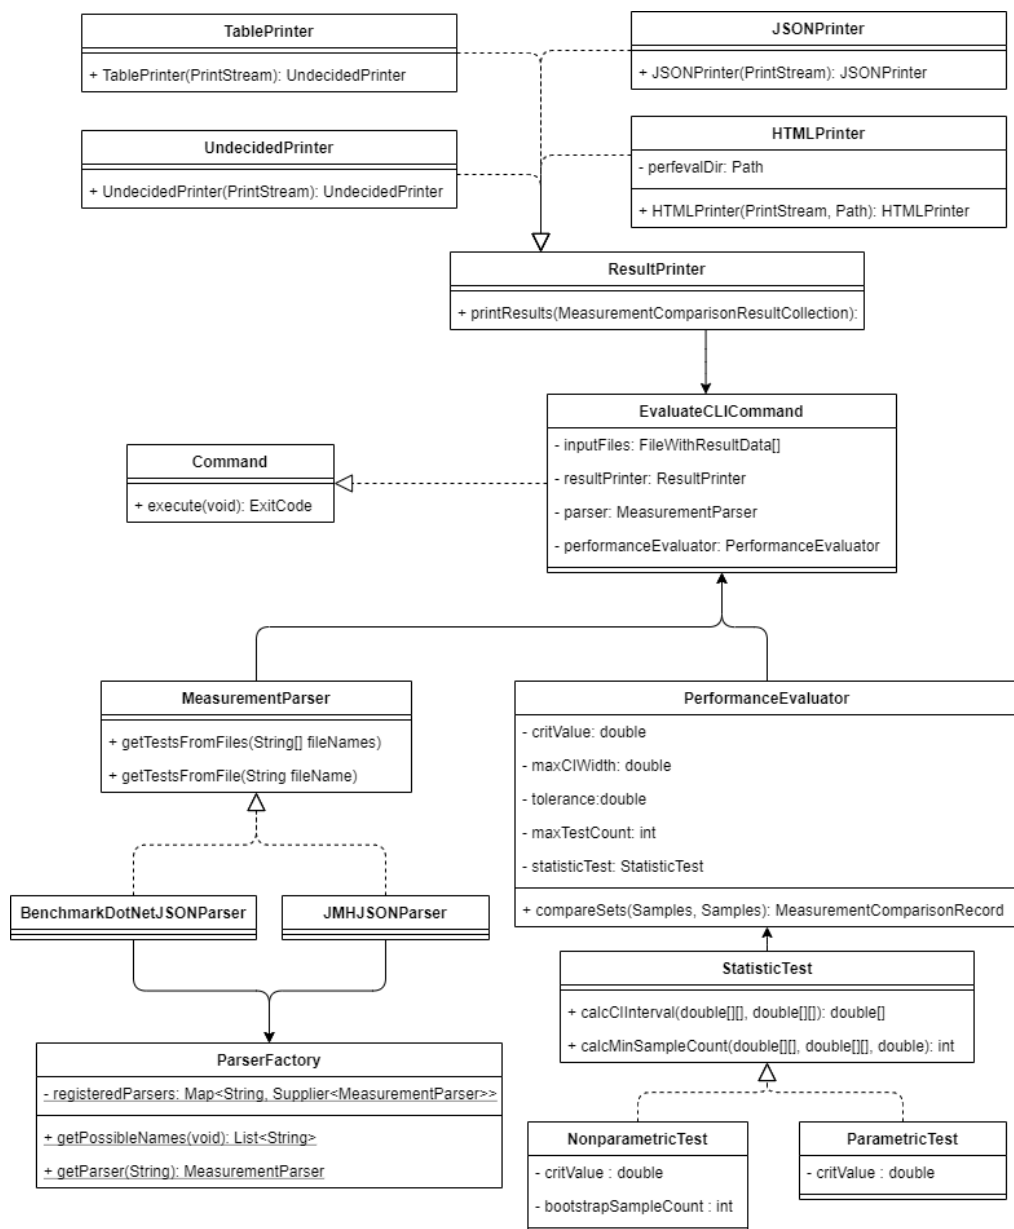 TablePrinter
+ TablePrinter(PrintStream): UndecidedPrinter
JSONPrinter
+ JSONPrinter(PrintStream): JSONPrinter
UndecidedPrinter
+ UndecidedPrinter(PrintStream): UndecidedPrinter
HTMLPrinter
- perfevalDir: Path
+ HTMLPrinter(PrintStream, Path): HTMLPrinter
ResultPrinter
+ printResults(MeasurementComparisonResultCollection):
EvaluateCLICommand
- inputFiles: FileWithResultData[]
- resultPrinter: ResultPrinter
- parser: MeasurementParser
- performanceEvaluator: PerformanceEvaluator
Command
+ execute(void): ExitCode
MeasurementParser
+ getTestsFromFiles(String[] fileNames)
+ getTestsFromFile(String fileName)
PerformanceEvaluator
- critValue: double
- maxCIWidth: double
- tolerance:double
- maxTestCount: int
- statisticTest: StatisticTest
+ compareSets(Samples, Samples): MeasurementComparisonRecord
BenchmarkDotNetJSONParser
JMHJSONParser
StatisticTest
+ calcCIInterval(double[][], double[][]): double[]
+ calcMinSampleCount(double[][], double[][], double): int
ParserFactory
- registeredParsers: Map<String, Supplier<MeasurementParser>>
+ getPossibleNames(void): List<String>
+ getParser(String): MeasurementParser
NonparametricTest
- critValue : double
- bootstrapSampleCount : int
ParametricTest
- critValue : double